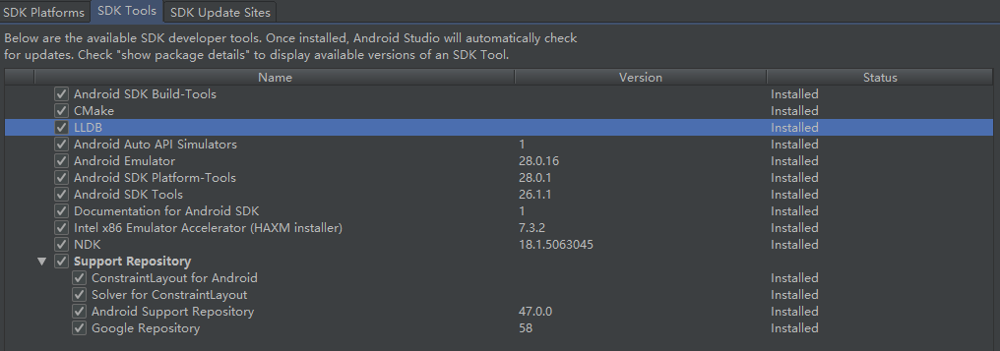 SDK Platforms SDK Tools SDK Update Sites
Below are the available SDK developer tools. Once installed, Android Studio will automatically check
for updates. Check "show package details" to display available versions of an SDK Tool.
Name Version Status
Android SDK Build-Tools Installed
CMake Installed
LLDB Installed
Android Auto API Simulators 1 Installed
Android Emulator 28.0.16 Installed
Android SDK Platform-Tools 28.0.1 Installed
Android SDK Tools 26.1.1 Installed
Documentation for Android SDK 1 Installed
Intel x86 Emulator Accelerator (HAXM installer) 7.3.2 Installed
NDK 18.1.5063045 Installed
Support Repository
ConstraintLayout for Android Installed
Solver for ConstraintLayout Installed
Android Support Repository 47.0.0 Installed
Google Repository 58 Installed